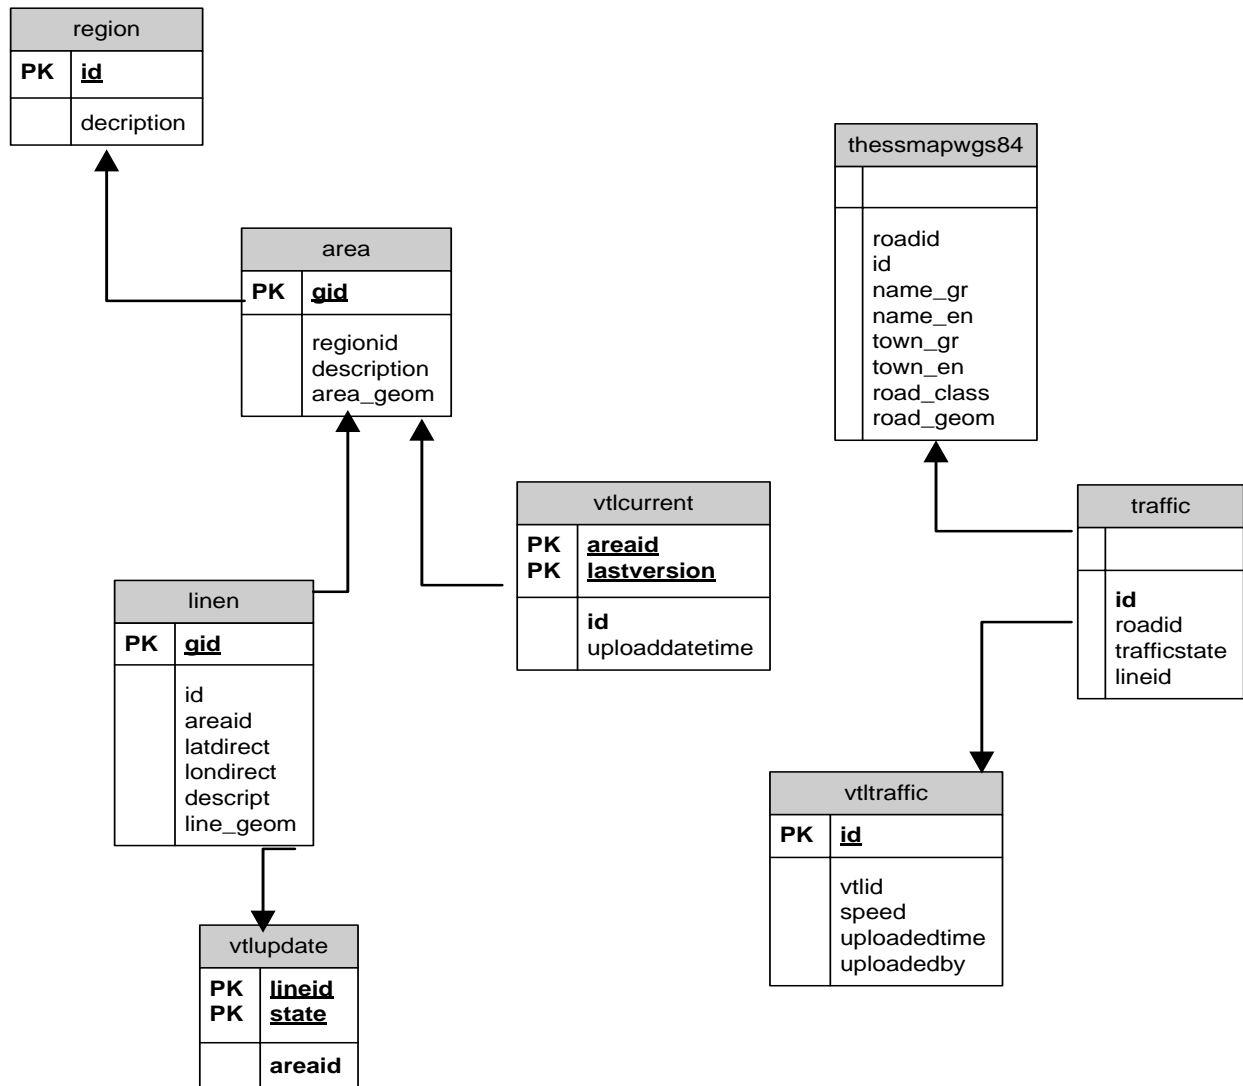 region
PK id
decription
thessmapwgs84
roadid
id
name_gr
name_en
town_gr
town_en
road_class
road_geom
area
PK gid
regionid
description
area_geom
vtlcurrent
PK areaid
PK lastversion
id
uploaddatetime
traffic
id
roadid
trafficstate
lineid
linen
PK gid
id
areaid
latdirect
londirect
descript
line_geom
vtltraffic
PK id
vtlid
speed
uploadedtime
uploadedby
vtlupdate
PK lineid
PK state
areaid